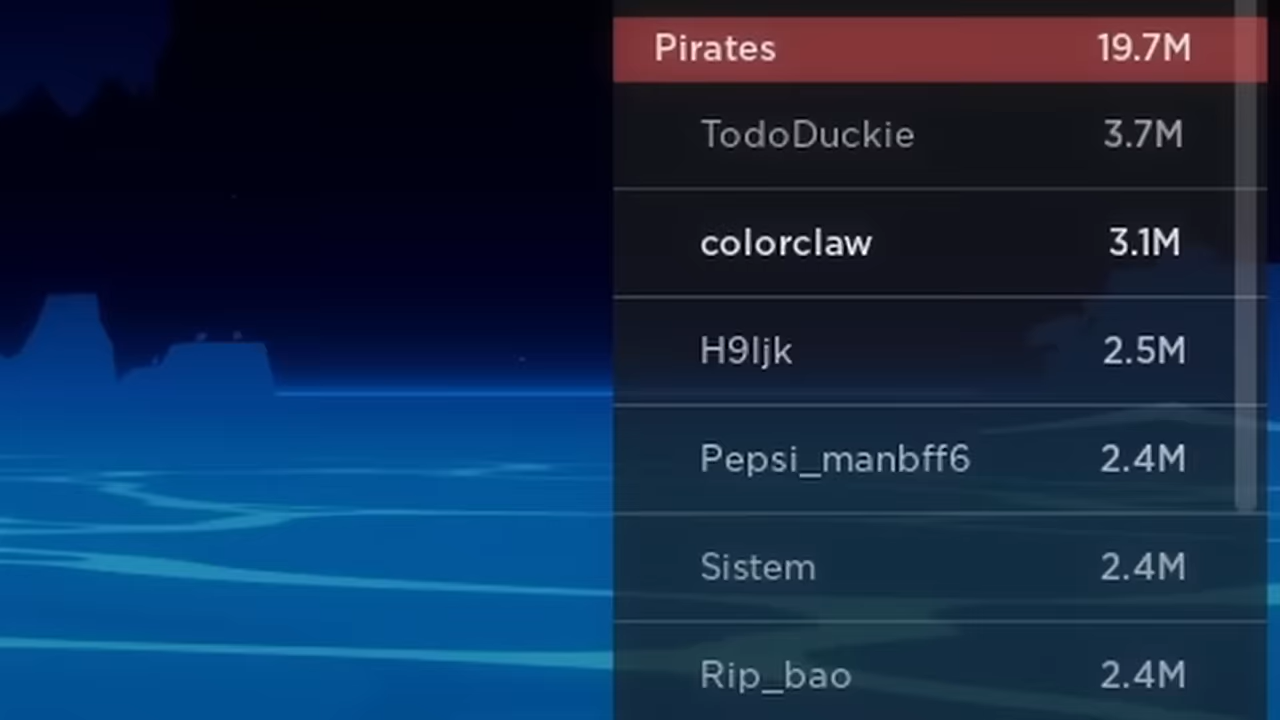 Pirates 19.7M
TodoDuckie 3.7M
colorclaw 3.1M
H9ljk 2.5M
Pepsi_manbff6 2.4M
Sistem 2.4M
Rip_bao 2.4M